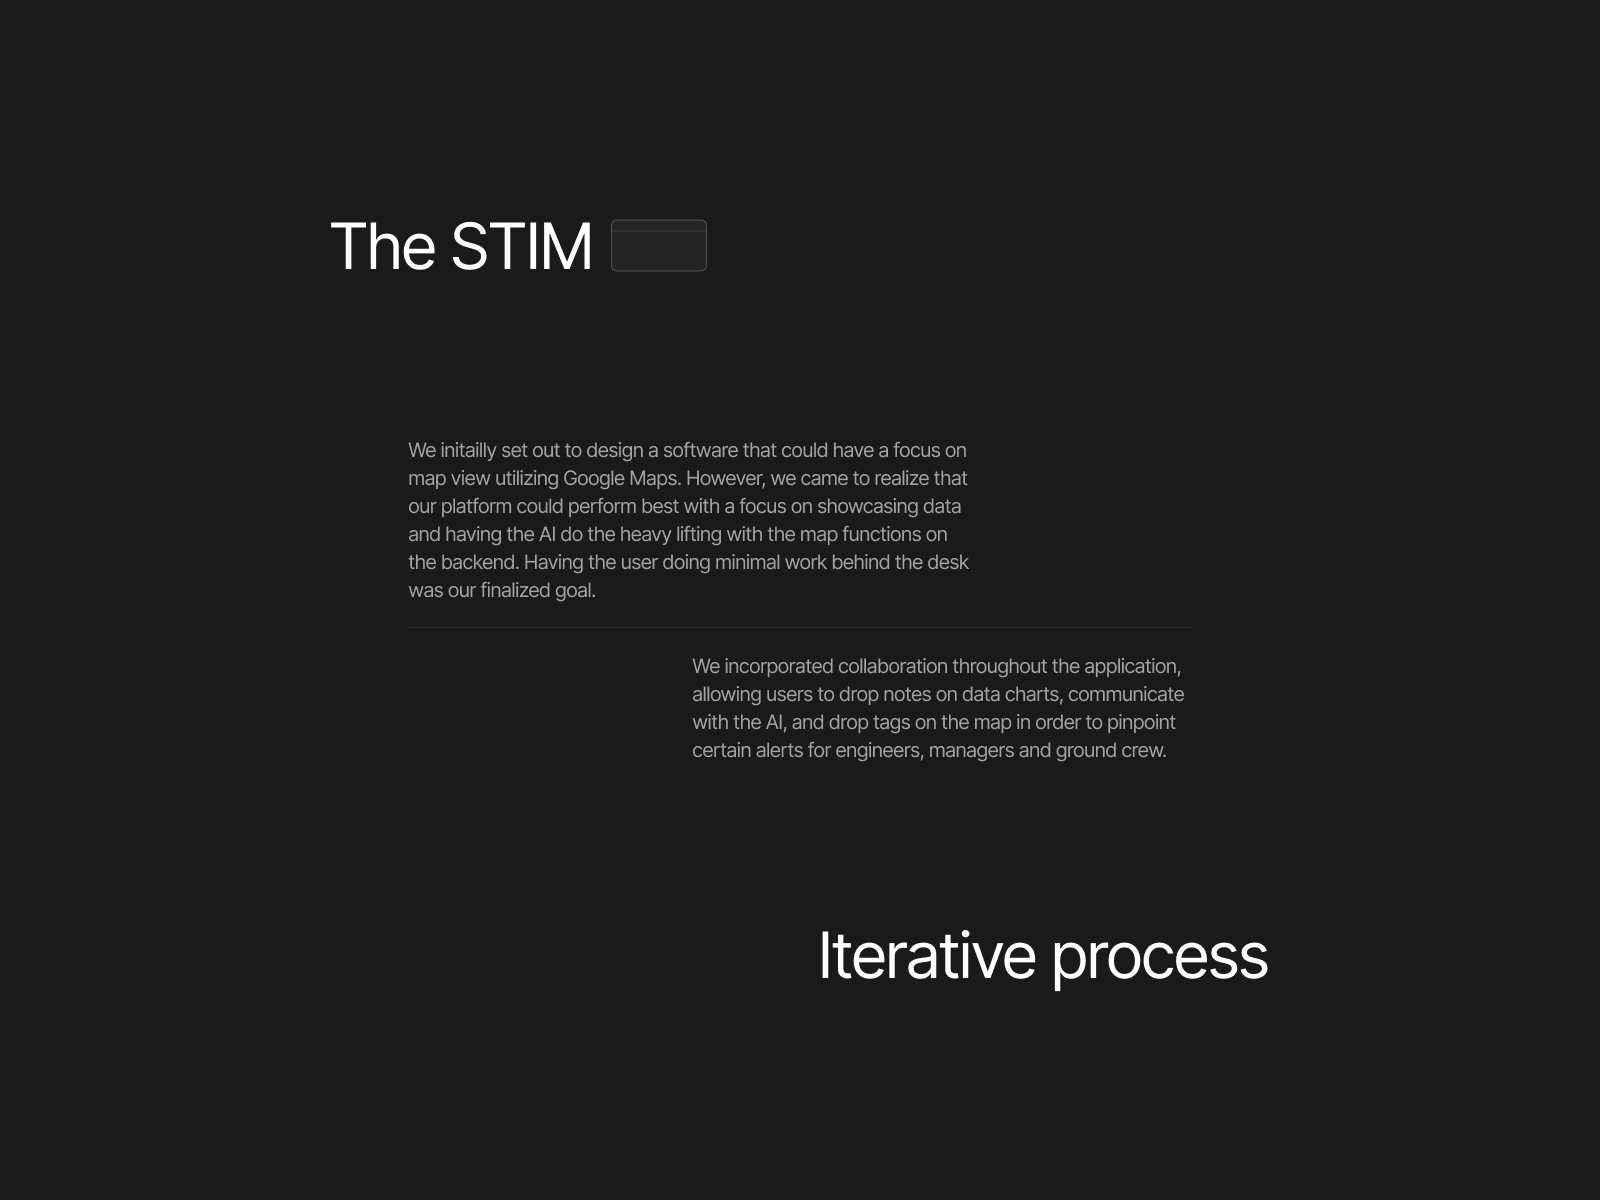 The STIM
We initailly set out to design a software that could have a focus on
map view utilizing Google Maps. However, we came to realize that
our platform could perform best with a focus on showcasing data
and having the AI do the heavy lifting with the map functions on
the backend. Having the user doing minimal work behind the desk
was our finalized goal.
We incorporated collaboration throughout the application,
allowing users to drop notes on data charts, communicate
with the AI, and drop tags on the map in order to pinpoint
certain alerts for engineers, managers and ground crew.
Iterative process